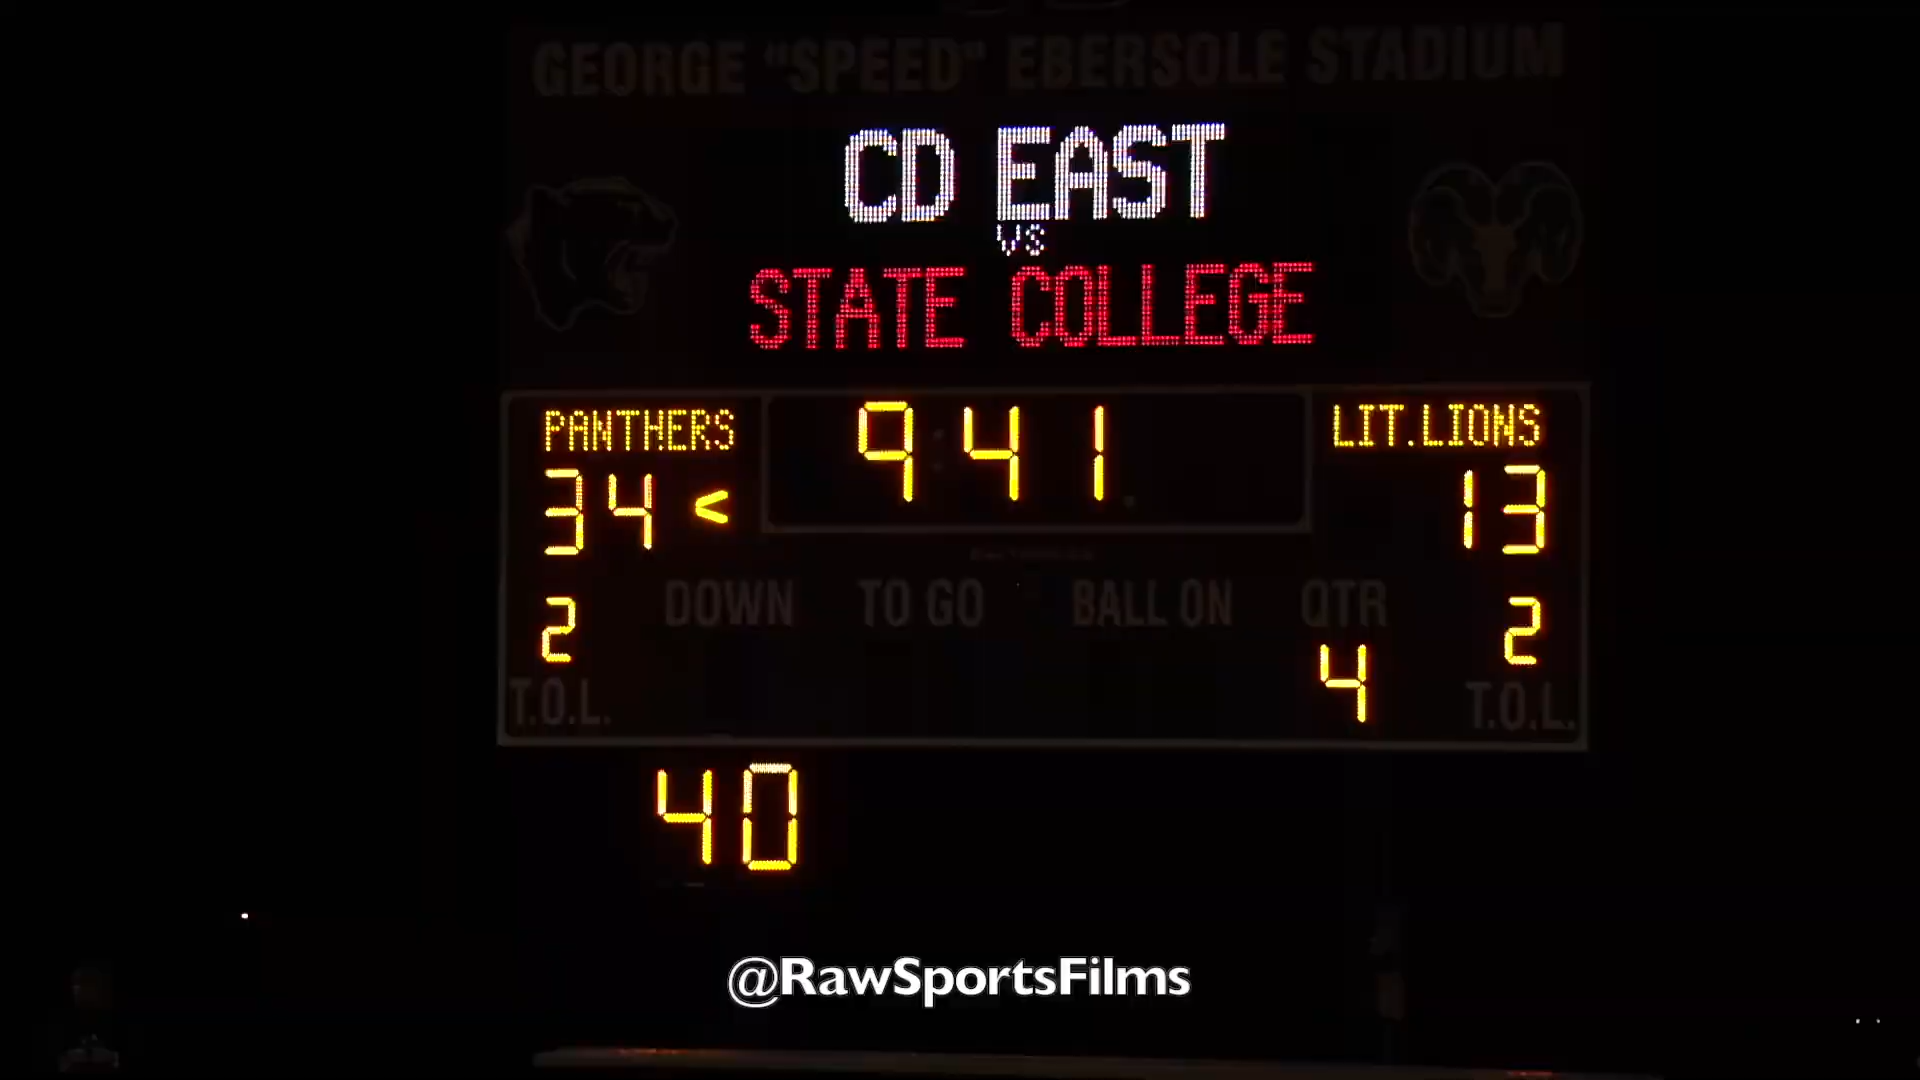 GEORGE "SPEED" EBERSOLE STADIUM
CD EAST
VS
STATE COLLEGE
PANTHERS
9:41
LIT.LIONS
34 <
13
DOWN TO GO BALL ON QTR
2
2
4
T.O.L.
T.O.L.
40
@RawSportsFilms